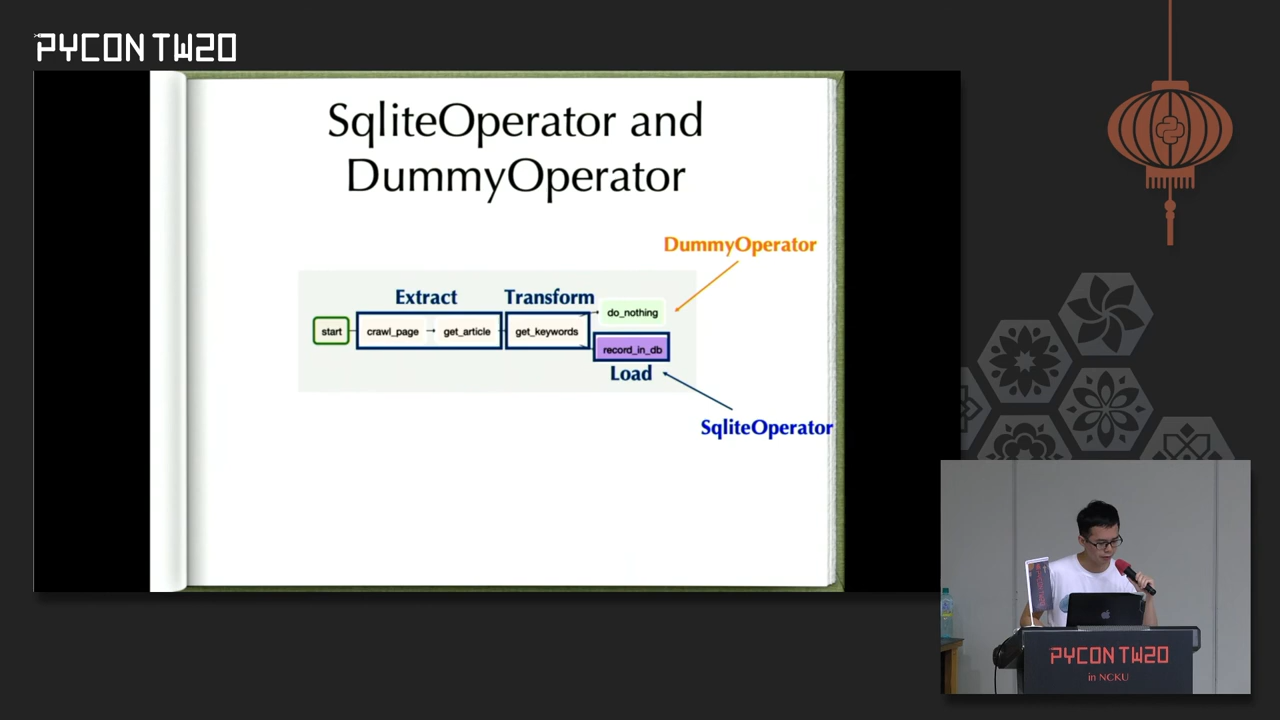 PYCON TW20
SqliteOperator and
DummyOperator
DummyOperator
Extract
Transform
do_nothing
start
crawl_page
get_article
get_keywords
record_in_db
Load
SqliteOperator
PYCON TW20
in NCKU